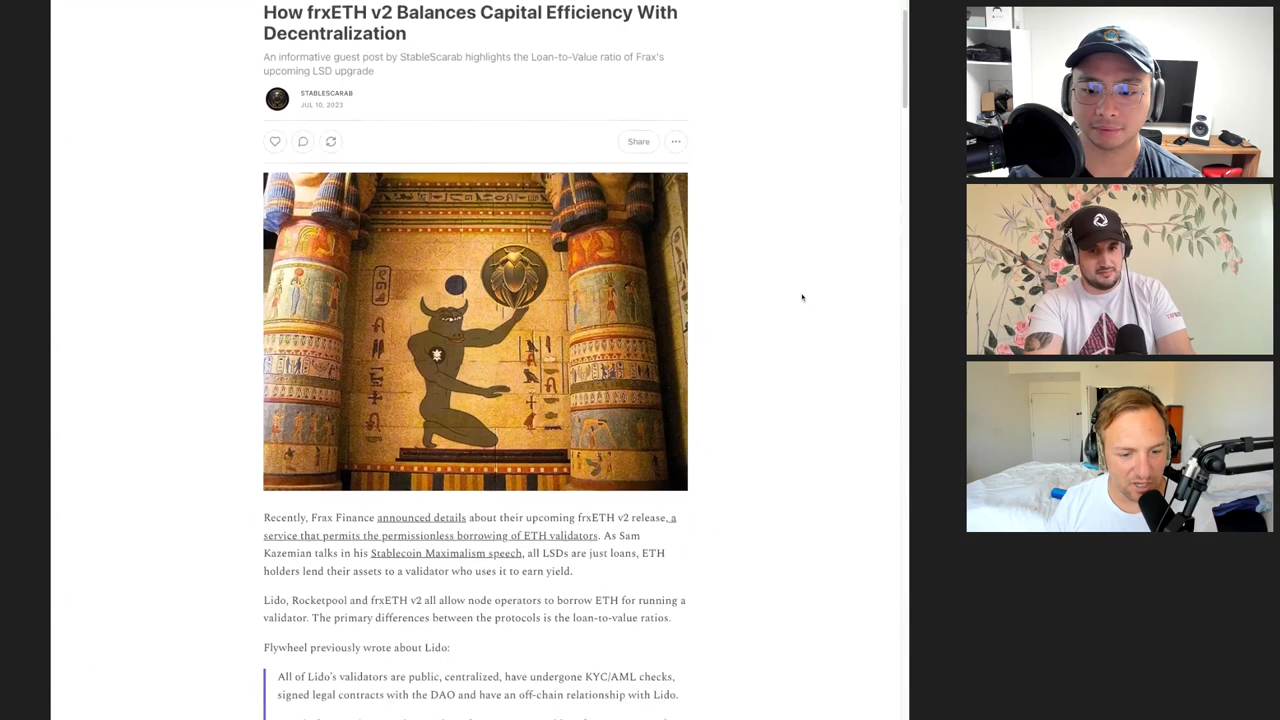 How frxETH v2 Balances Capital Efficiency With
Decentralization
An informative guest post by StableScarab highlights the Loan-to-Value ratio of Frax's
upcoming LSD upgrade
STABLESCARAB
JUL 10, 2023
Share
Recently, Frax Finance announced details about their upcoming frxETH v2 release, a
service that permits the permissionless borrowing of ETH validators. As Sam
Kazemian talks in his Stablecoin Maximalism speech, all LSDs are just loans, ETH
holders lend their assets to a validator who uses it to earn yield.
Lido, Rocketpool and frxETH v2 all allow node operators to borrow ETH for running a
validator. The primary differences between the protocols is the loan-to-value ratios.
Flywheel previously wrote about Lido:
All of Lido's validators are public, centralized, have undergone KYC/AML checks,
signed legal contracts with the DAO and have an off-chain relationship with Lido.